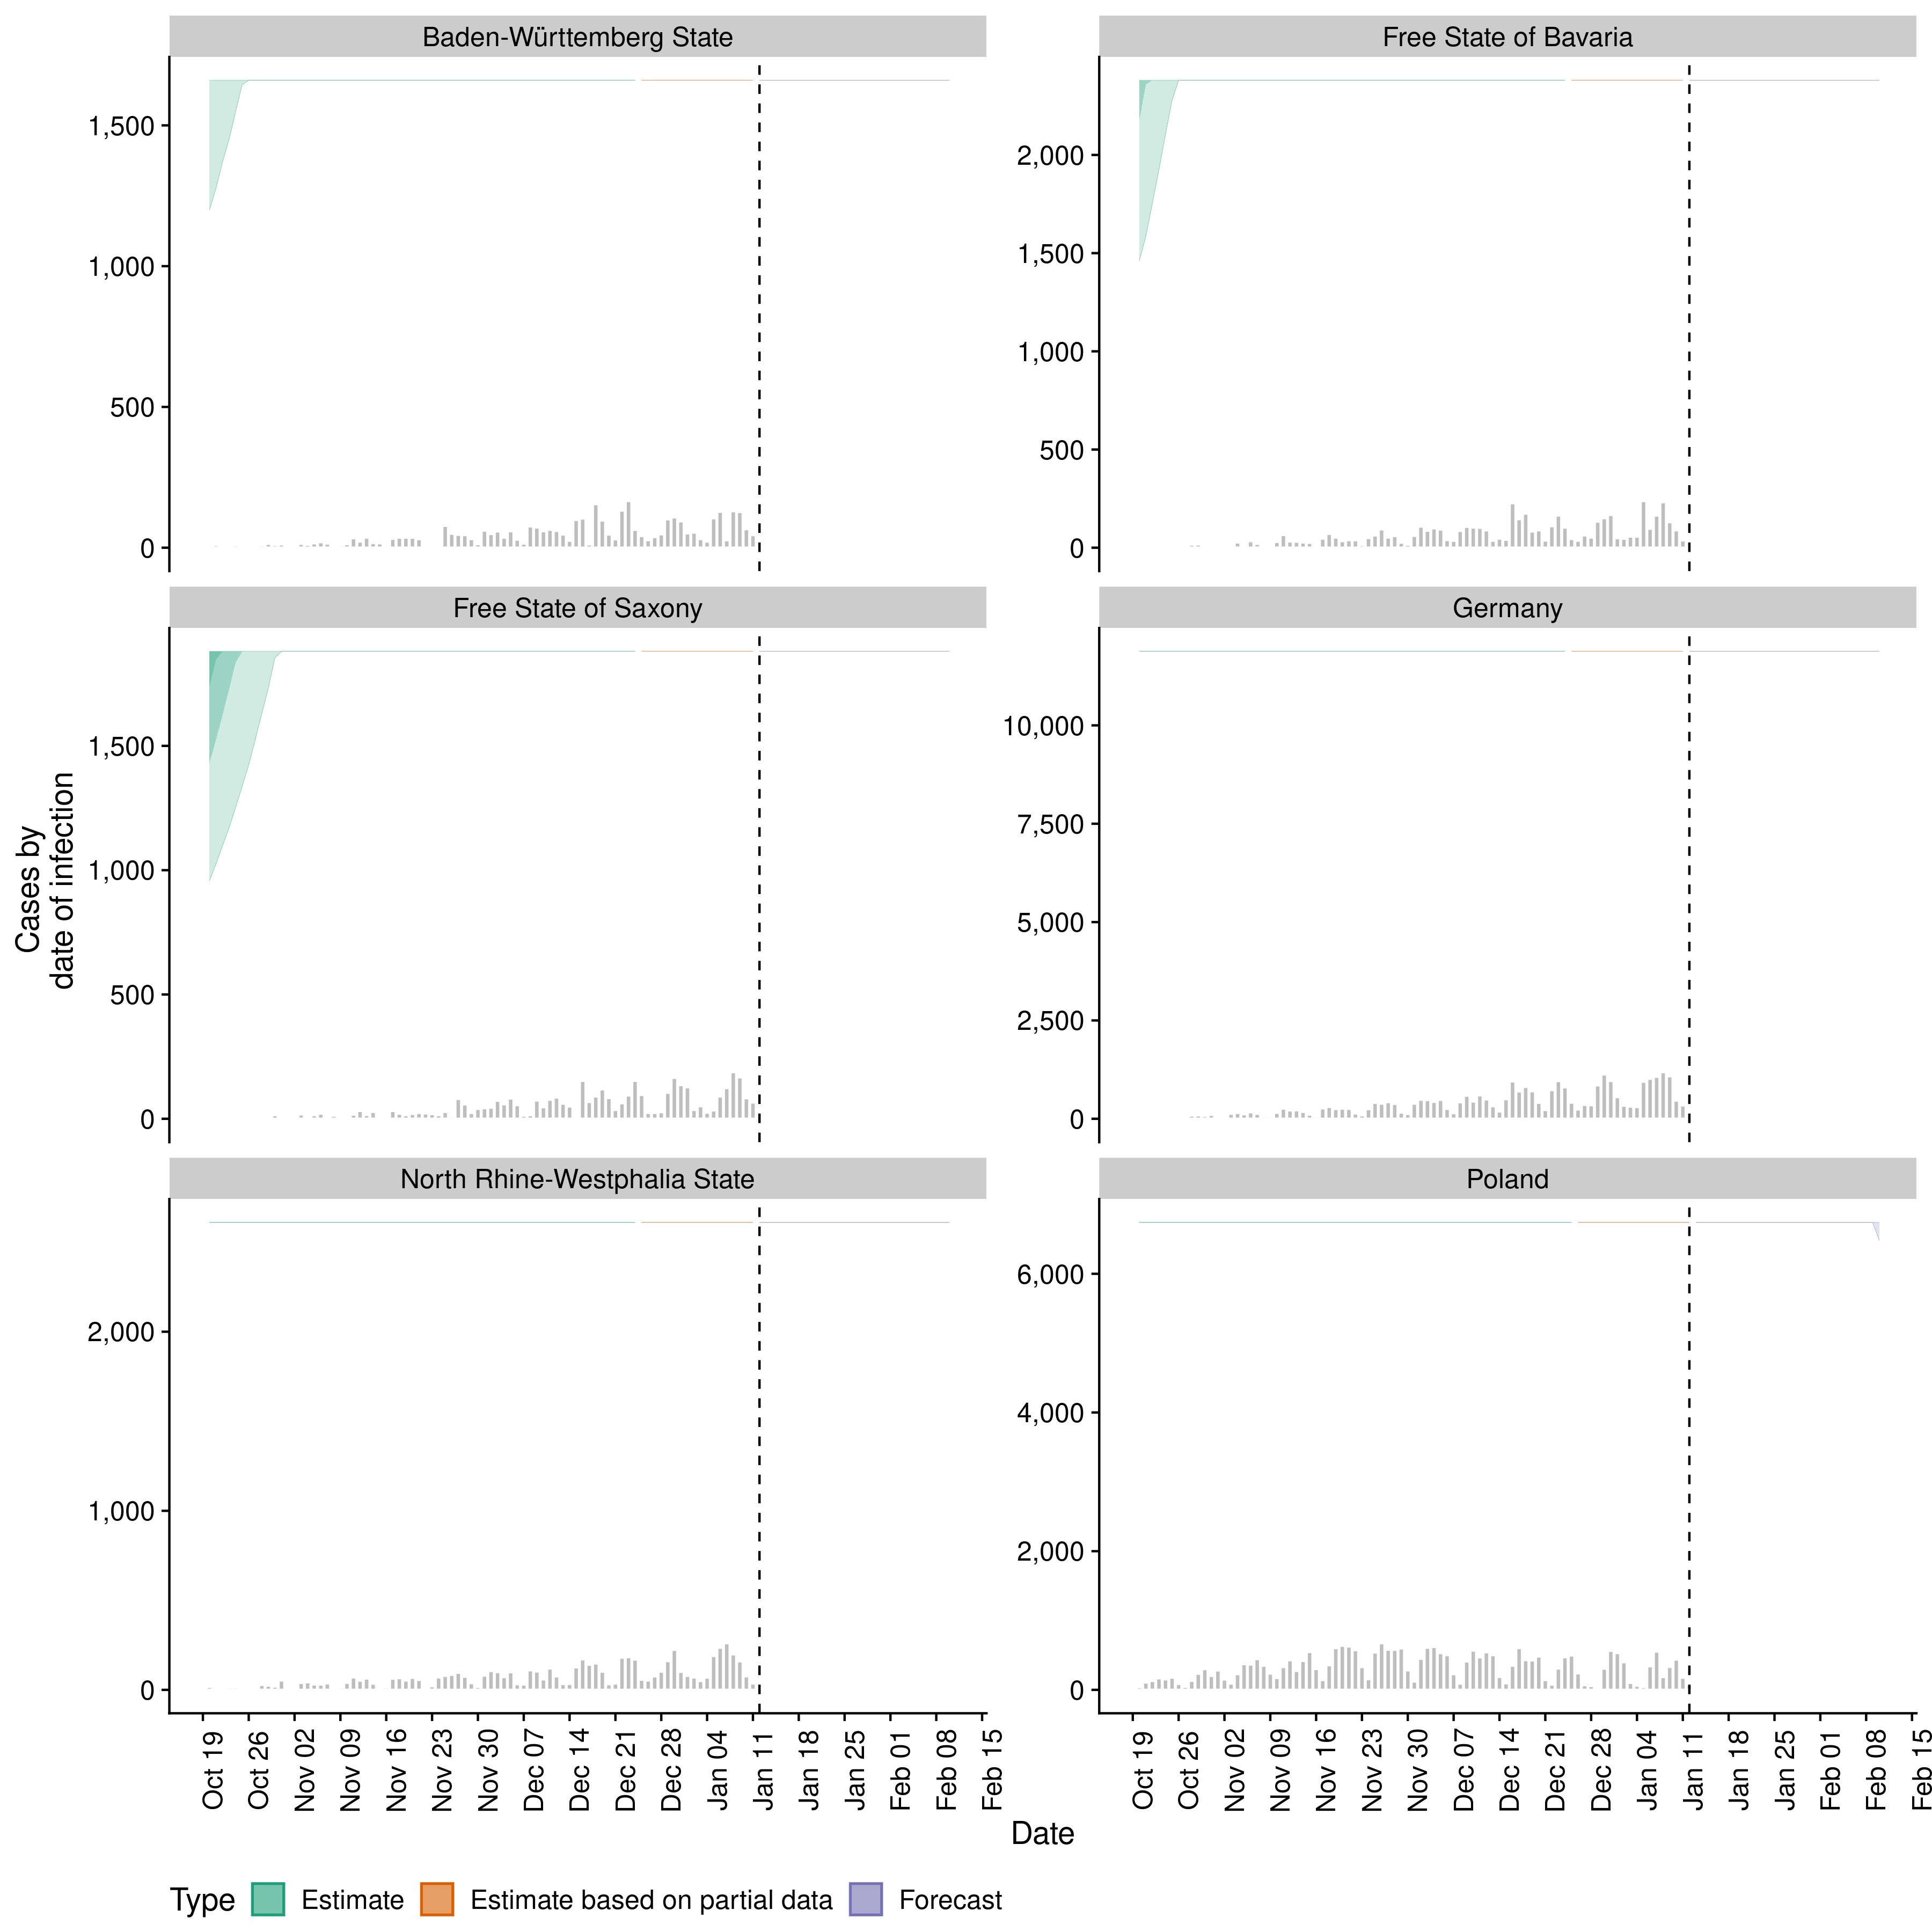 Baden-Württemberg State
Free State of Bavaria
1,500
1,000
500
0
2,000
1,500
1,000
500
0
Free State of Saxony
Germany
1,500
1,000
500
0
10,000
7,500
5,000
2,500
0
Cases by
date of infection
North Rhine-Westphalia State
Poland
2,000
1,000
0
6,000
4,000
2,000
0
Oct 19
Oct 26
Nov 02
Nov 09
Nov 16
Nov 23
Nov 30
Dec 07
Dec 14
Dec 21
Dec 28
Jan 04
Jan 11
Jan 18
Jan 25
Feb 01
Feb 08
Feb 15
Oct 19
Oct 26
Nov 02
Nov 09
Nov 16
Nov 23
Nov 30
Dec 07
Dec 14
Dec 21
Dec 28
Jan 04
Jan 11
Jan 18
Jan 25
Feb 01
Feb 08
Feb 15
Date
Type Estimate Estimate based on partial data Forecast